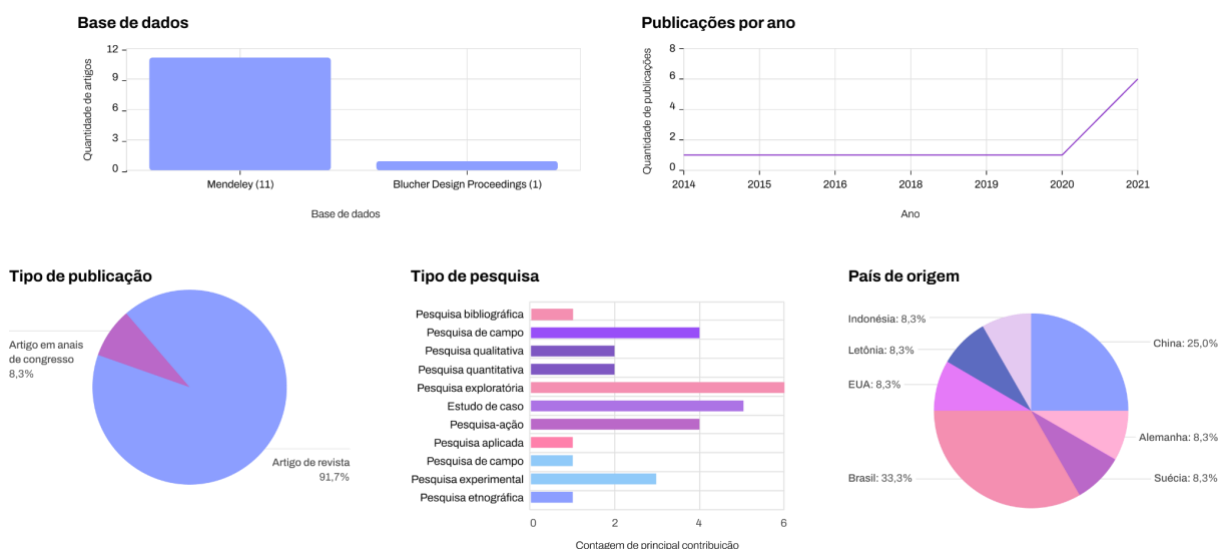 Base de dados
Quantidade de artigos
12
9
6
3
0
Mendeley (11)
Blucher Design Proceedings (1)
Base de dados
Publicações por ano
Quantidade de publicações
8
6
4
2
0
2014
2015
2016
2018
2019
2020
2021
Ano
Tipo de publicação
Artigo em anais
de congresso
8,3%
Artigo de revista
91,7%
Tipo de pesquisa
Pesquisa bibliográfica
Pesquisa de campo
Pesquisa qualitativa
Pesquisa quantitativa
Pesquisa exploratória
Estudo de caso
Pesquisa-ação
Pesquisa aplicada
Pesquisa de campo
Pesquisa experimental
Pesquisa etnográfica
0
2
4
6
Contagem de principal contribuição
País de origem
Indonésia: 8,3%
Letônia: 8,3%
EUA: 8,3%
Brasil: 33,3%
China: 25,0%
Alemanha: 8,3%
Suécia: 8,3%